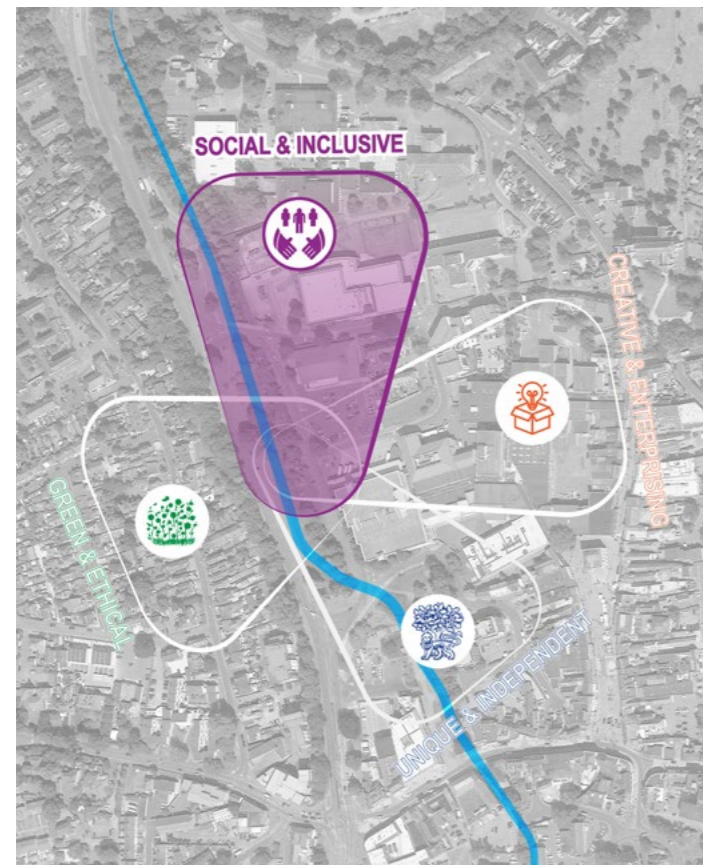 SOCIAL & INCLUSIVE
CREATIVE & ENTERPRISING
GREEN & ETHICAL
UNIQUE & INDEPENDENT